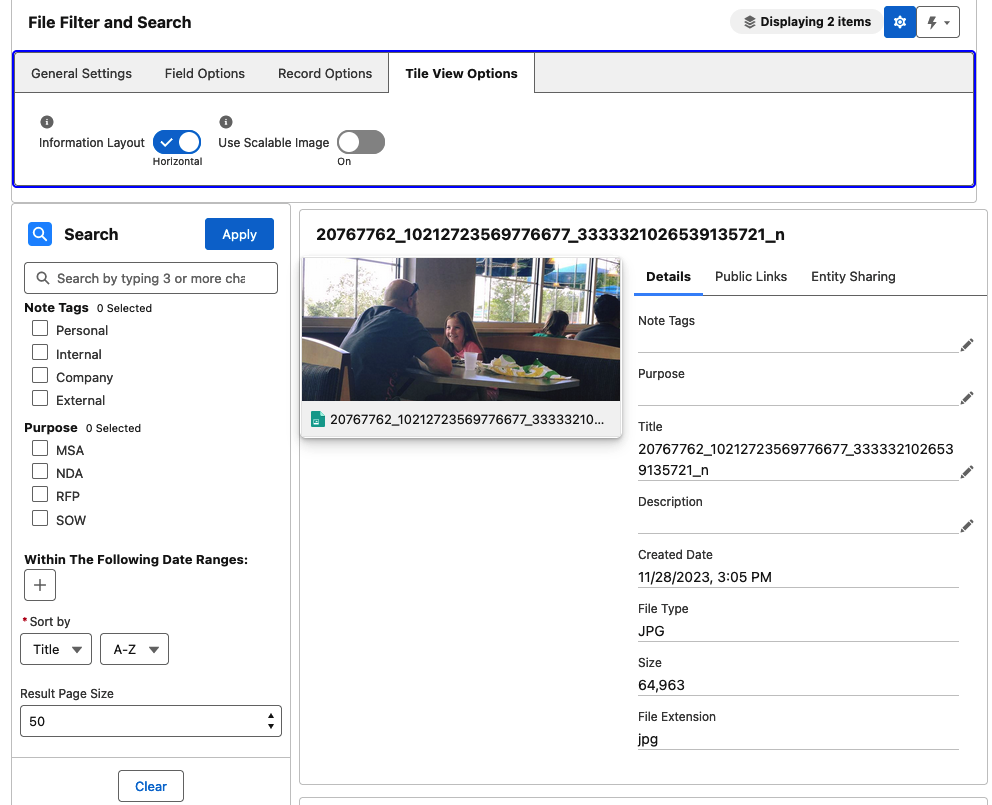 File Filter and Search
Displaying 2 items
General Settings
Field Options
Record Options
Tile View Options
Information Layout
Horizontal
Use Scalable Image
On
Search
Apply
Search by typing 3 or more cha
Note Tags 0 Selected
Personal
Internal
Company
External
Purpose 0 Selected
MSA
NDA
RFP
SOW
Within The Following Date Ranges:
* Sort by
Title
A-Z
Result Page Size
50
Clear
20767762_10212723569776677_3333321026539135721_n
20767762_10212723569776677_33333210...
Details
Public Links
Entity Sharing
Note Tags
Purpose
Title
20767762_10212723569776677_333332102653
9135721_n
Description
Created Date
11/28/2023, 3:05 PM
File Type
JPG
Size
64,963
File Extension
jpg